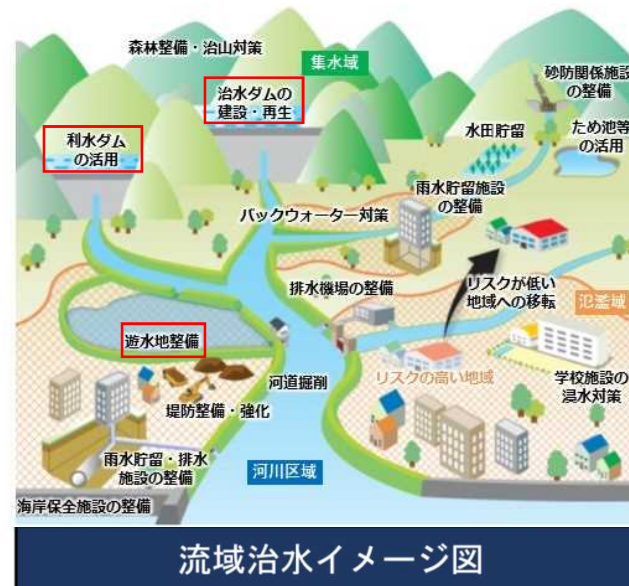 森林整備・治山対策
集水域
治水ダムの
建設・再生
砂防関係施設
の整備
利水ダム
の活用
水田貯留
ため池等
の活用
雨水貯留施設
の整備
バックウォーター対策
排水機場の整備
リスクが低い
地域への移転
氾濫域
遊水地整備
河道掘削
リスクの高い地域
学校施設の
浸水対策
堤防整備・強化
雨水貯留・排水
施設の整備
河川区域
海岸保全施設の整備
流域治水イメージ図